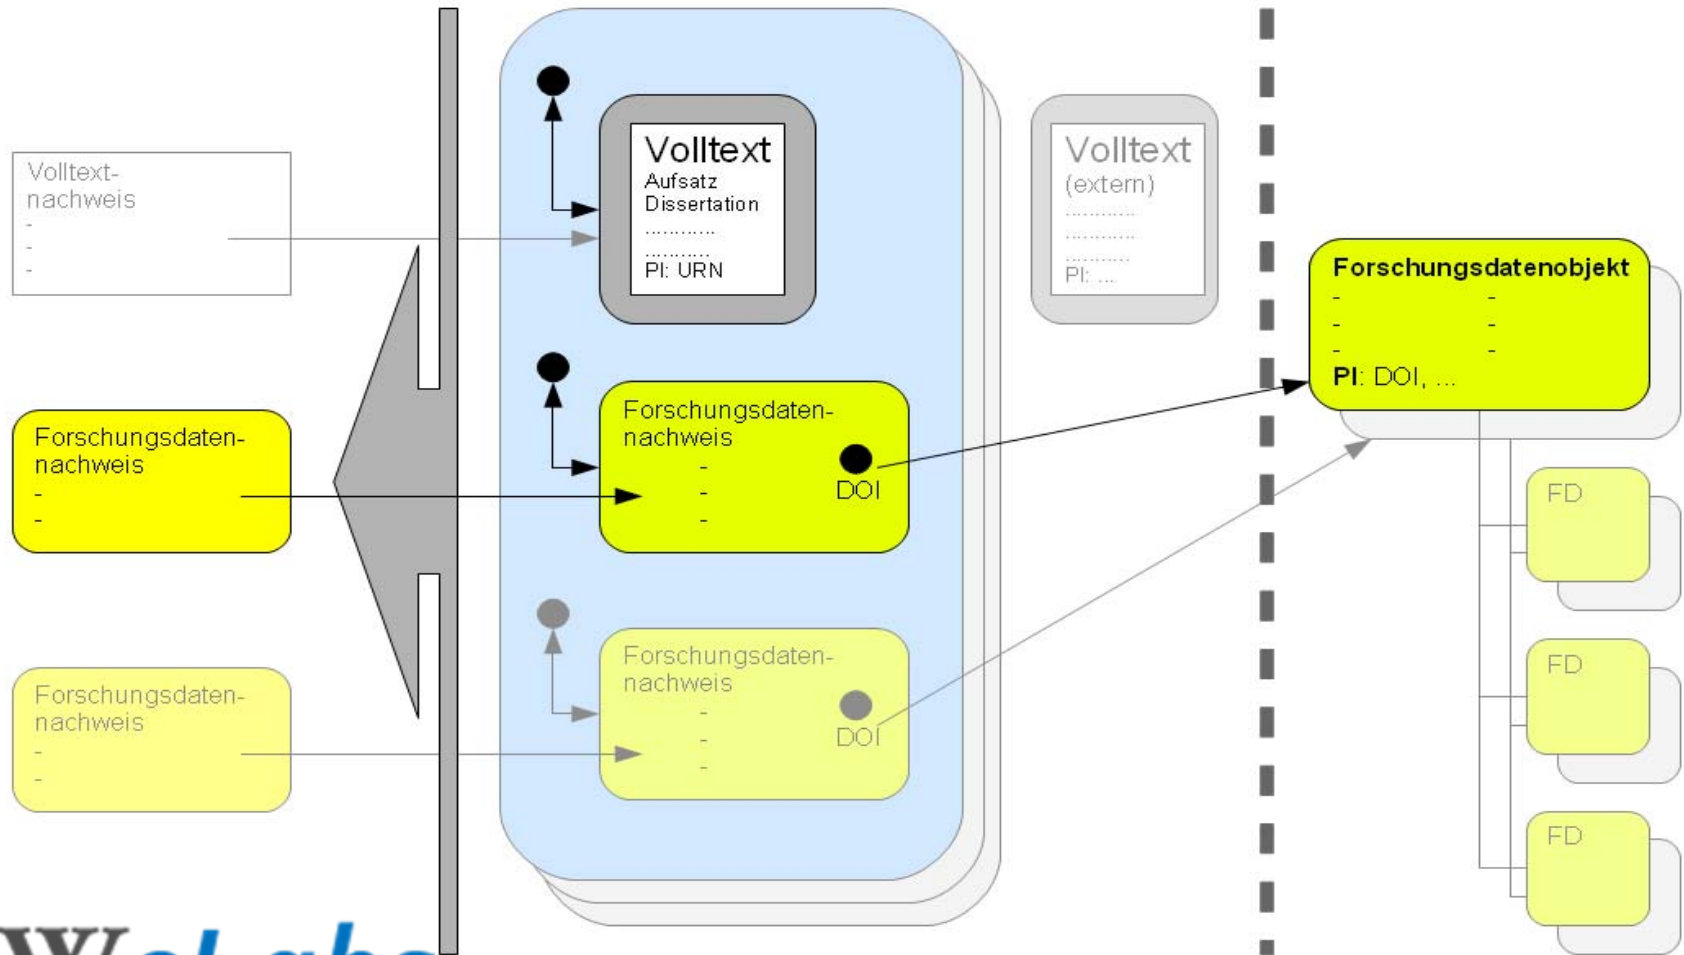 Volltext-
nachweis
-
-
-
Forschungsdaten-
nachweis
-
-
Forschungsdaten-
nachweis
-
-
Volltext
Aufsatz
Dissertation
............
...........
PI: URN
Forschungsdaten-
nachweis
-
-
-
DOI
Forschungsdaten-
nachweis
-
-
-
DOI
Volltext
(extern)
............
............
...........
PI: ...
Forschungsdatenobjekt
- -
- -
- -
PI: DOI, ...
FD
FD
FD